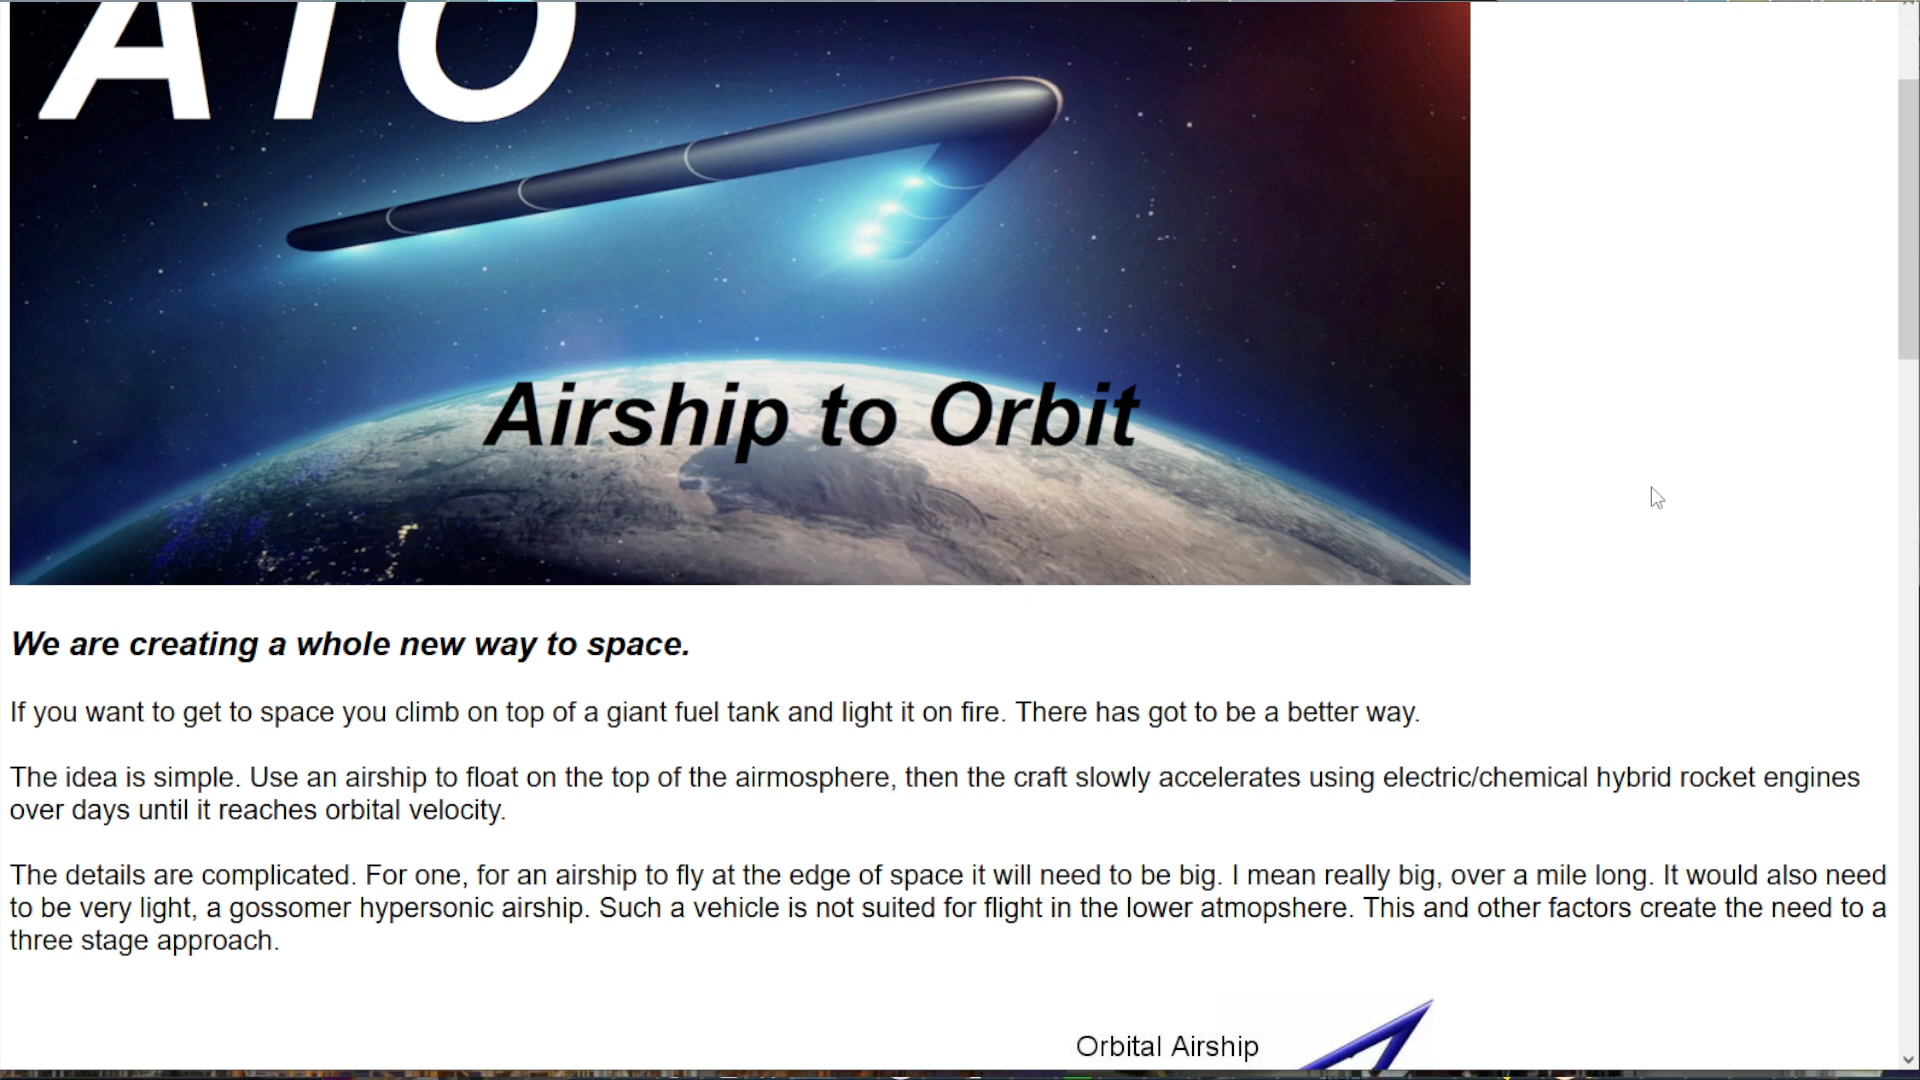 ATO
Airship to Orbit
We are creating a whole new way to space.
If you want to get to space you climb on top of a giant fuel tank and light it on fire. There has got to be a better way.
The idea is simple. Use an airship to float on the top of the airmosphere, then the craft slowly accelerates using electric/chemical hybrid rocket engines
over days until it reaches orbital velocity.
The details are complicated. For one, for an airship to fly at the edge of space it will need to be big. I mean really big, over a mile long. It would also need
to be very light, a gossomer hypersonic airship. Such a vehicle is not suited for flight in the lower atmopshere. This and other factors create the need to a
three stage approach.
Orbital Airship